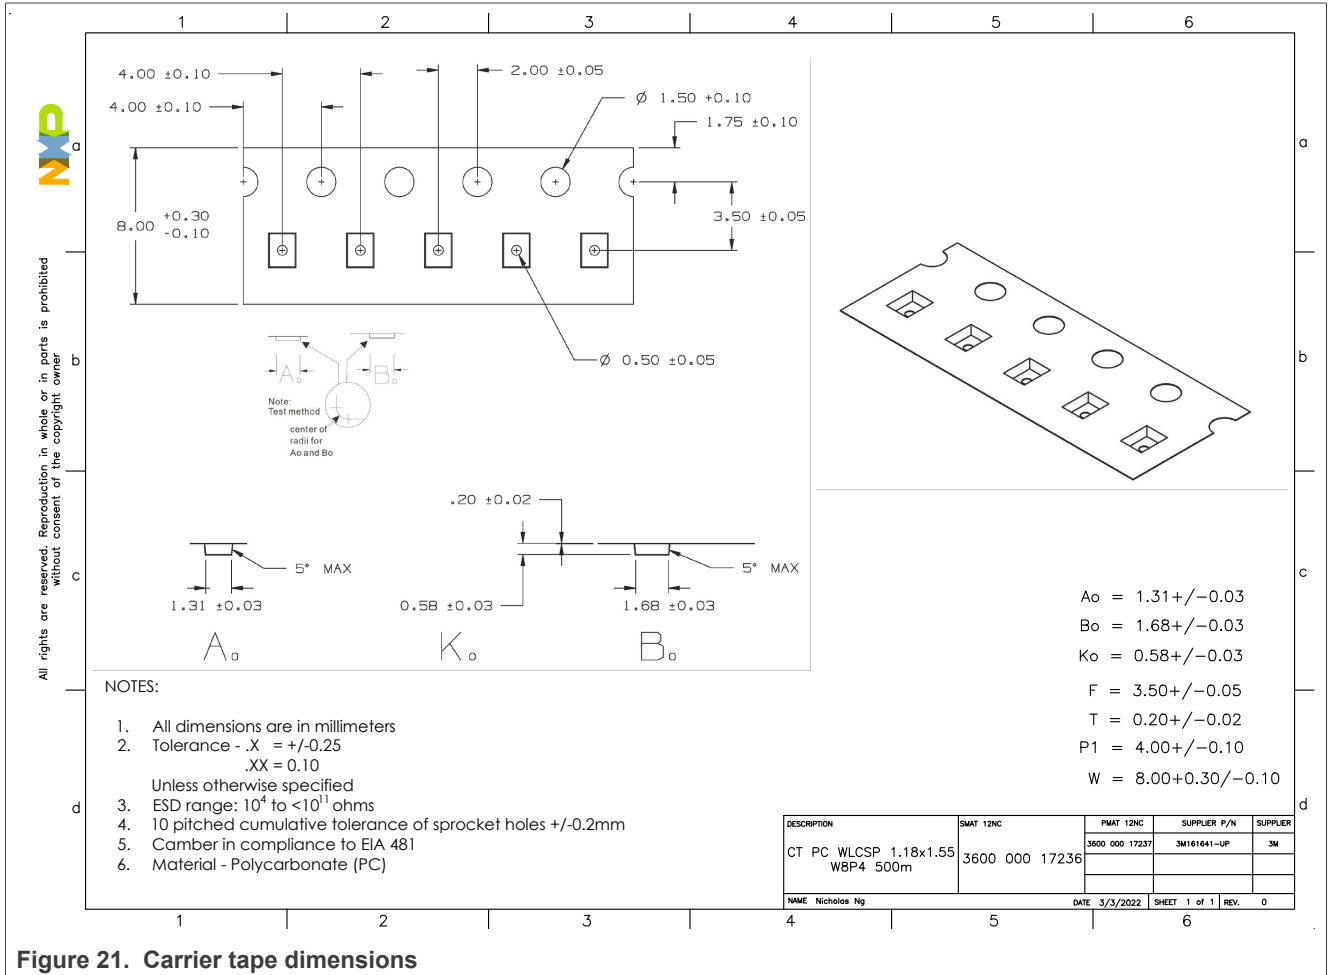 1 2 3 4 5 6
4.00 ±0.10
2.00 ±0.05
4.00 ±0.10
Ø 1.50 +0.10
1.75 ±0.10
NXP
a
a
8.00 +0.30 -0.10
3.50 ±0.05
b
b
Ø 0.50 ±0.05
Ao
Bo
Note:
Test method
center of
radii for
Ao and Bo
All rights are reserved. Reproduction in whole or in parts is prohibited
without consent of the copyright owner
.20 ±0.02
c
c
5° MAX
5° MAX
1.31 ±0.03
0.58 ±0.03
1.68 ±0.03
Ao
Ko
Bo
Ao = 1.31+/-0.03
Bo = 1.68+/-0.03
Ko = 0.58+/-0.03
F = 3.50+/-0.05
T = 0.20+/-0.02
P1 = 4.00+/-0.10
W = 8.00+0.30/-0.10
NOTES:
1. All dimensions are in millimeters
2. Tolerance - .X = +/-0.25
.XX = 0.10
Unless otherwise specified
3. ESD range: 10⁴ to <10¹¹ ohms
4. 10 pitched cumulative tolerance of sprocket holes +/-0.2mm
5. Camber in compliance to EIA 481
6. Material - Polycarbonate (PC)
d
d
DESCRIPTION SMAT 12NC PMAT 12NC SUPPLIER P/N SUPPLIER
CT PC WLCSP 1.18x1.55
W8P4 500m
3600 000 17236
3600 000 17237 3M161641-UP 3M
NAME Nicholas Ng DATE 3/3/2022 SHEET 1 of 1 REV. 0
1 2 3 4 5 6
Figure 21. Carrier tape dimensions